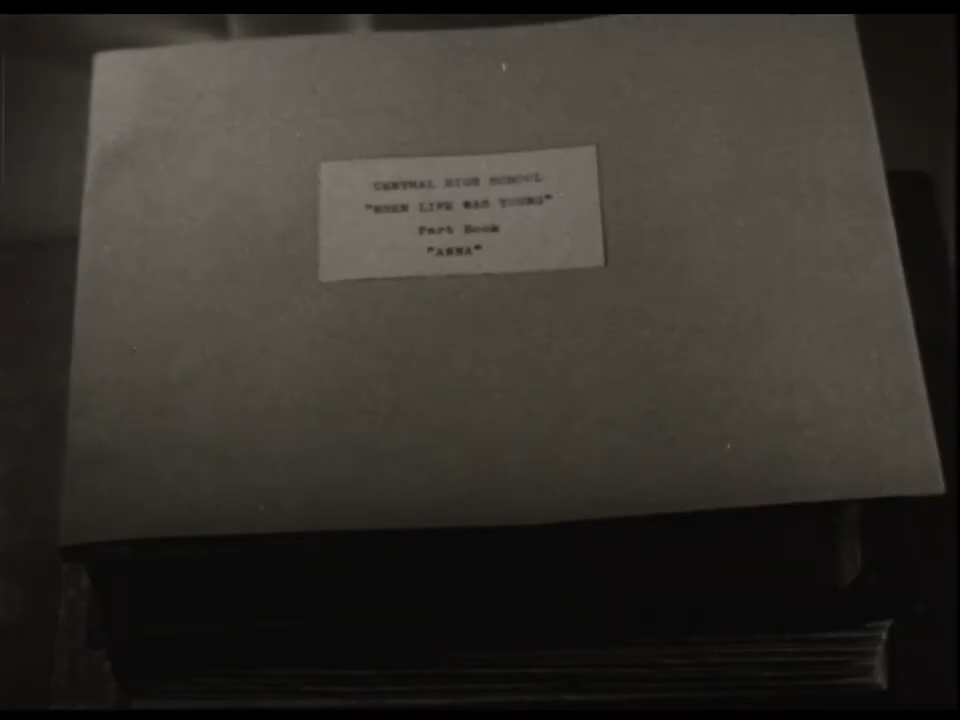 CENTRAL HIGH SCHOOL
"WHEN LIFE WAS YOUNG"
Part Book
"ANNA"